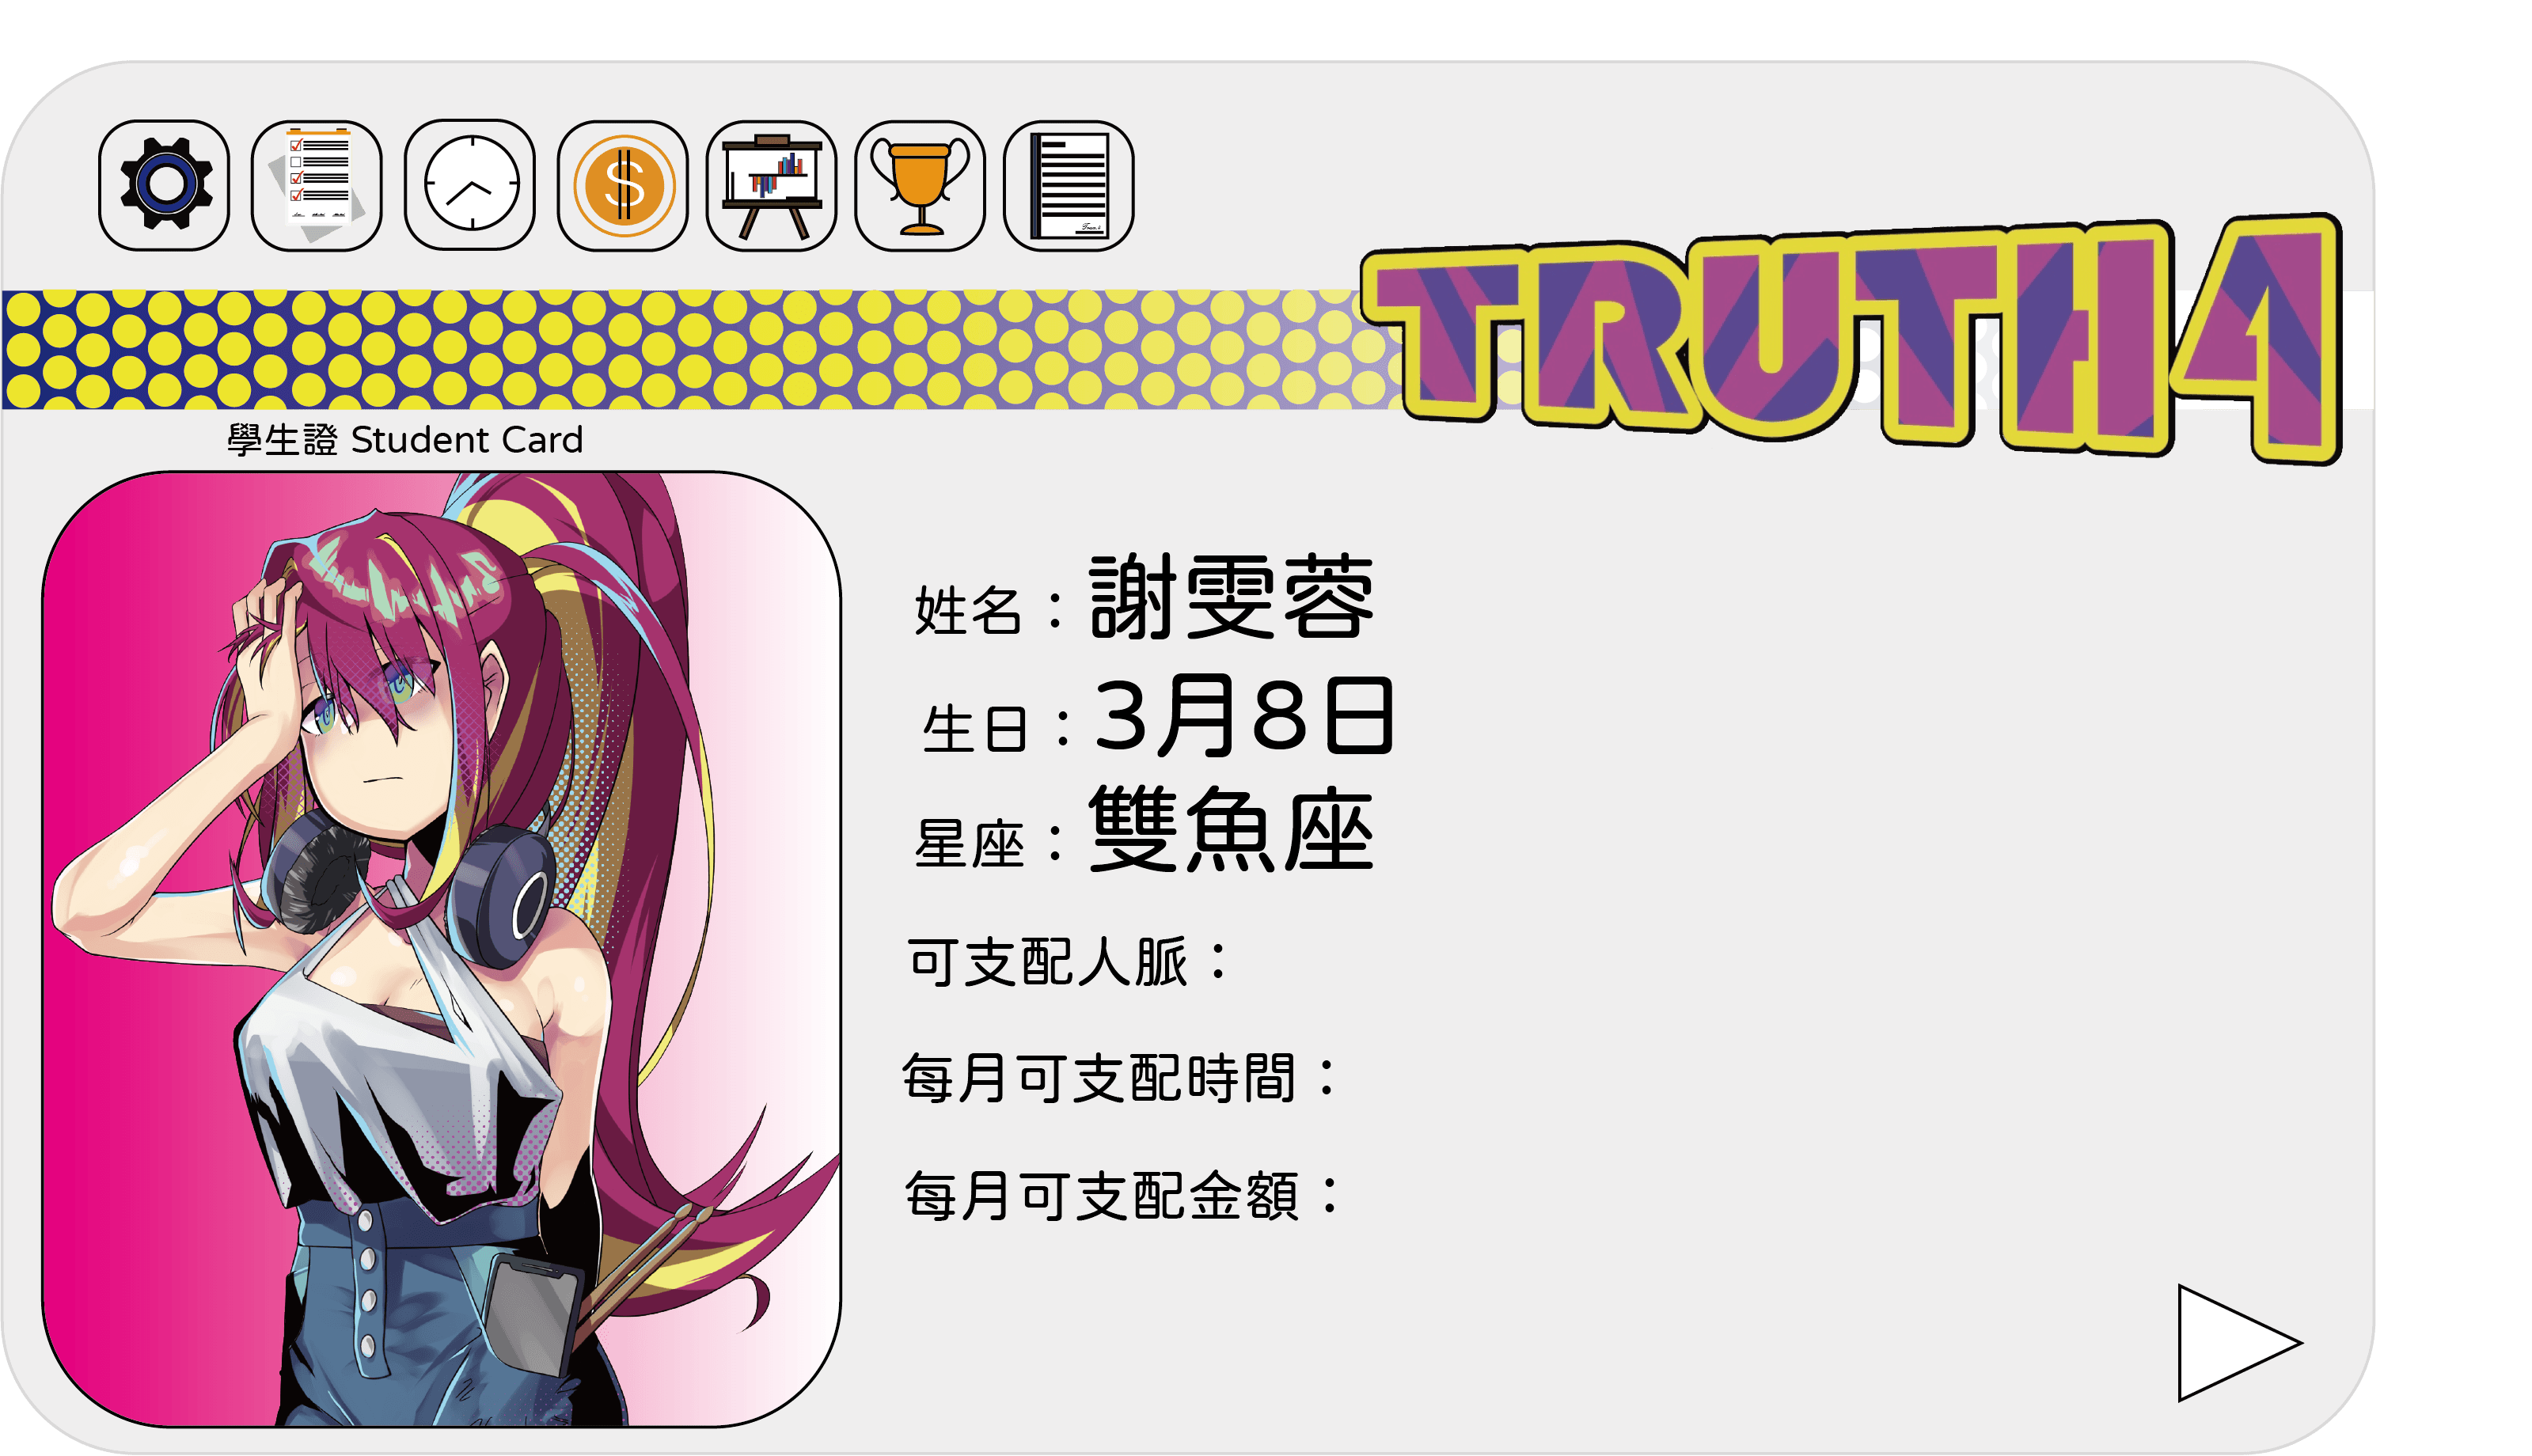 $
TRUTH4
學生證 Student Card
姓名：謝雯蓉
生日：3月8日
星座：雙魚座
可支配人脈：
每月可支配時間：
每月可支配金額：